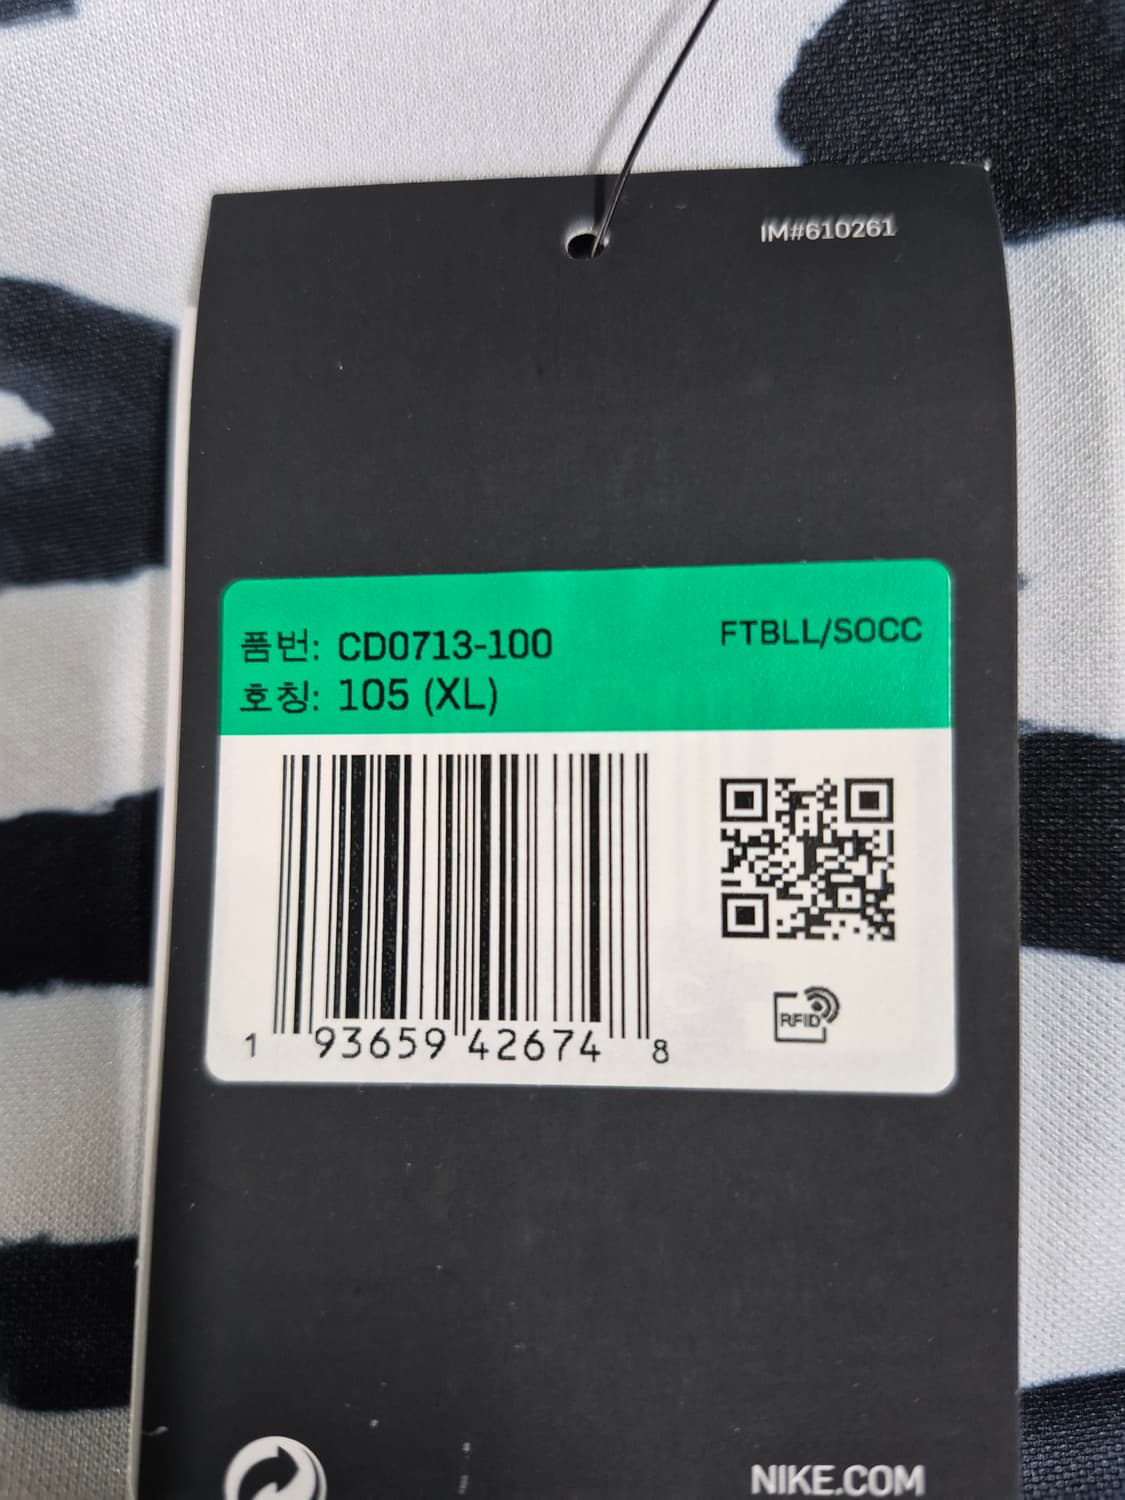 IM#610261
품번: CD0713-100
FTBLL/SOCC
호칭: 105 (XL)
1 93659 42674 8
RFID
NIKE.COM